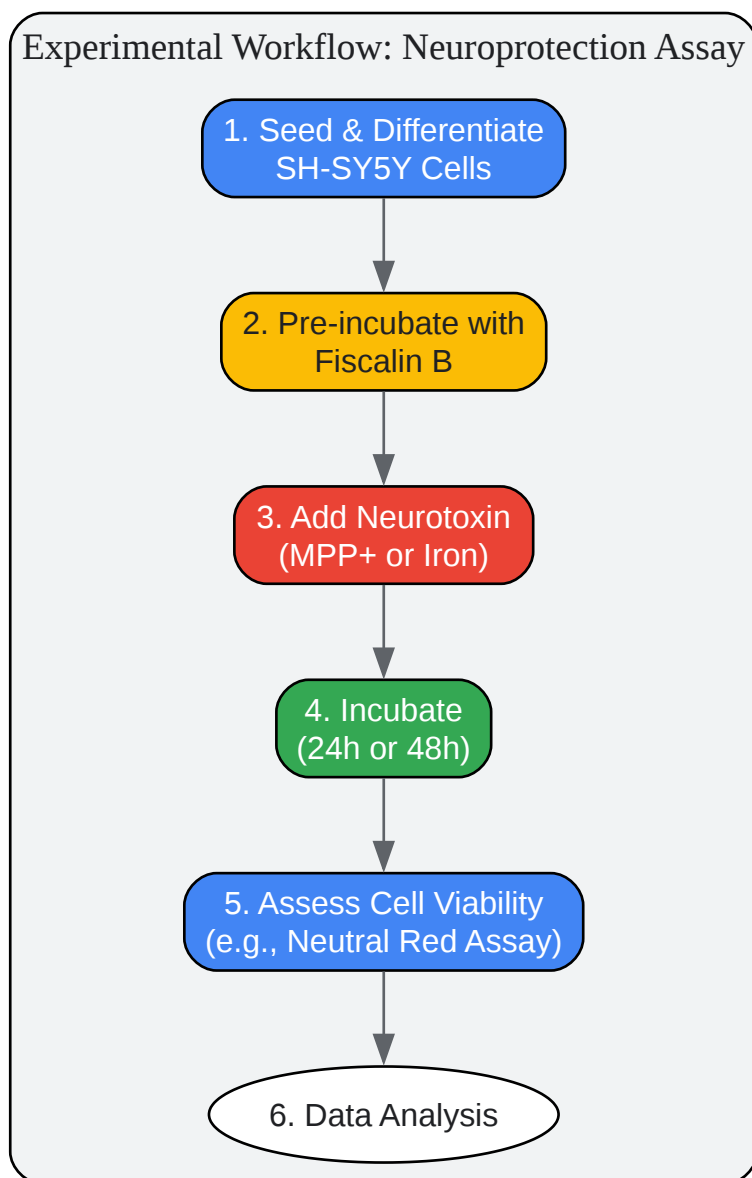 Experimental Workflow: Neuroprotection Assay
1. Seed & Differentiate
SH-SY5Y Cells
2. Pre-incubate with
Fiscalin B
3. Add Neurotoxin
(MPP+ or Iron)
4. Incubate
(24h or 48h)
5. Assess Cell Viability
(e.g., Neutral Red Assay)
6. Data Analysis